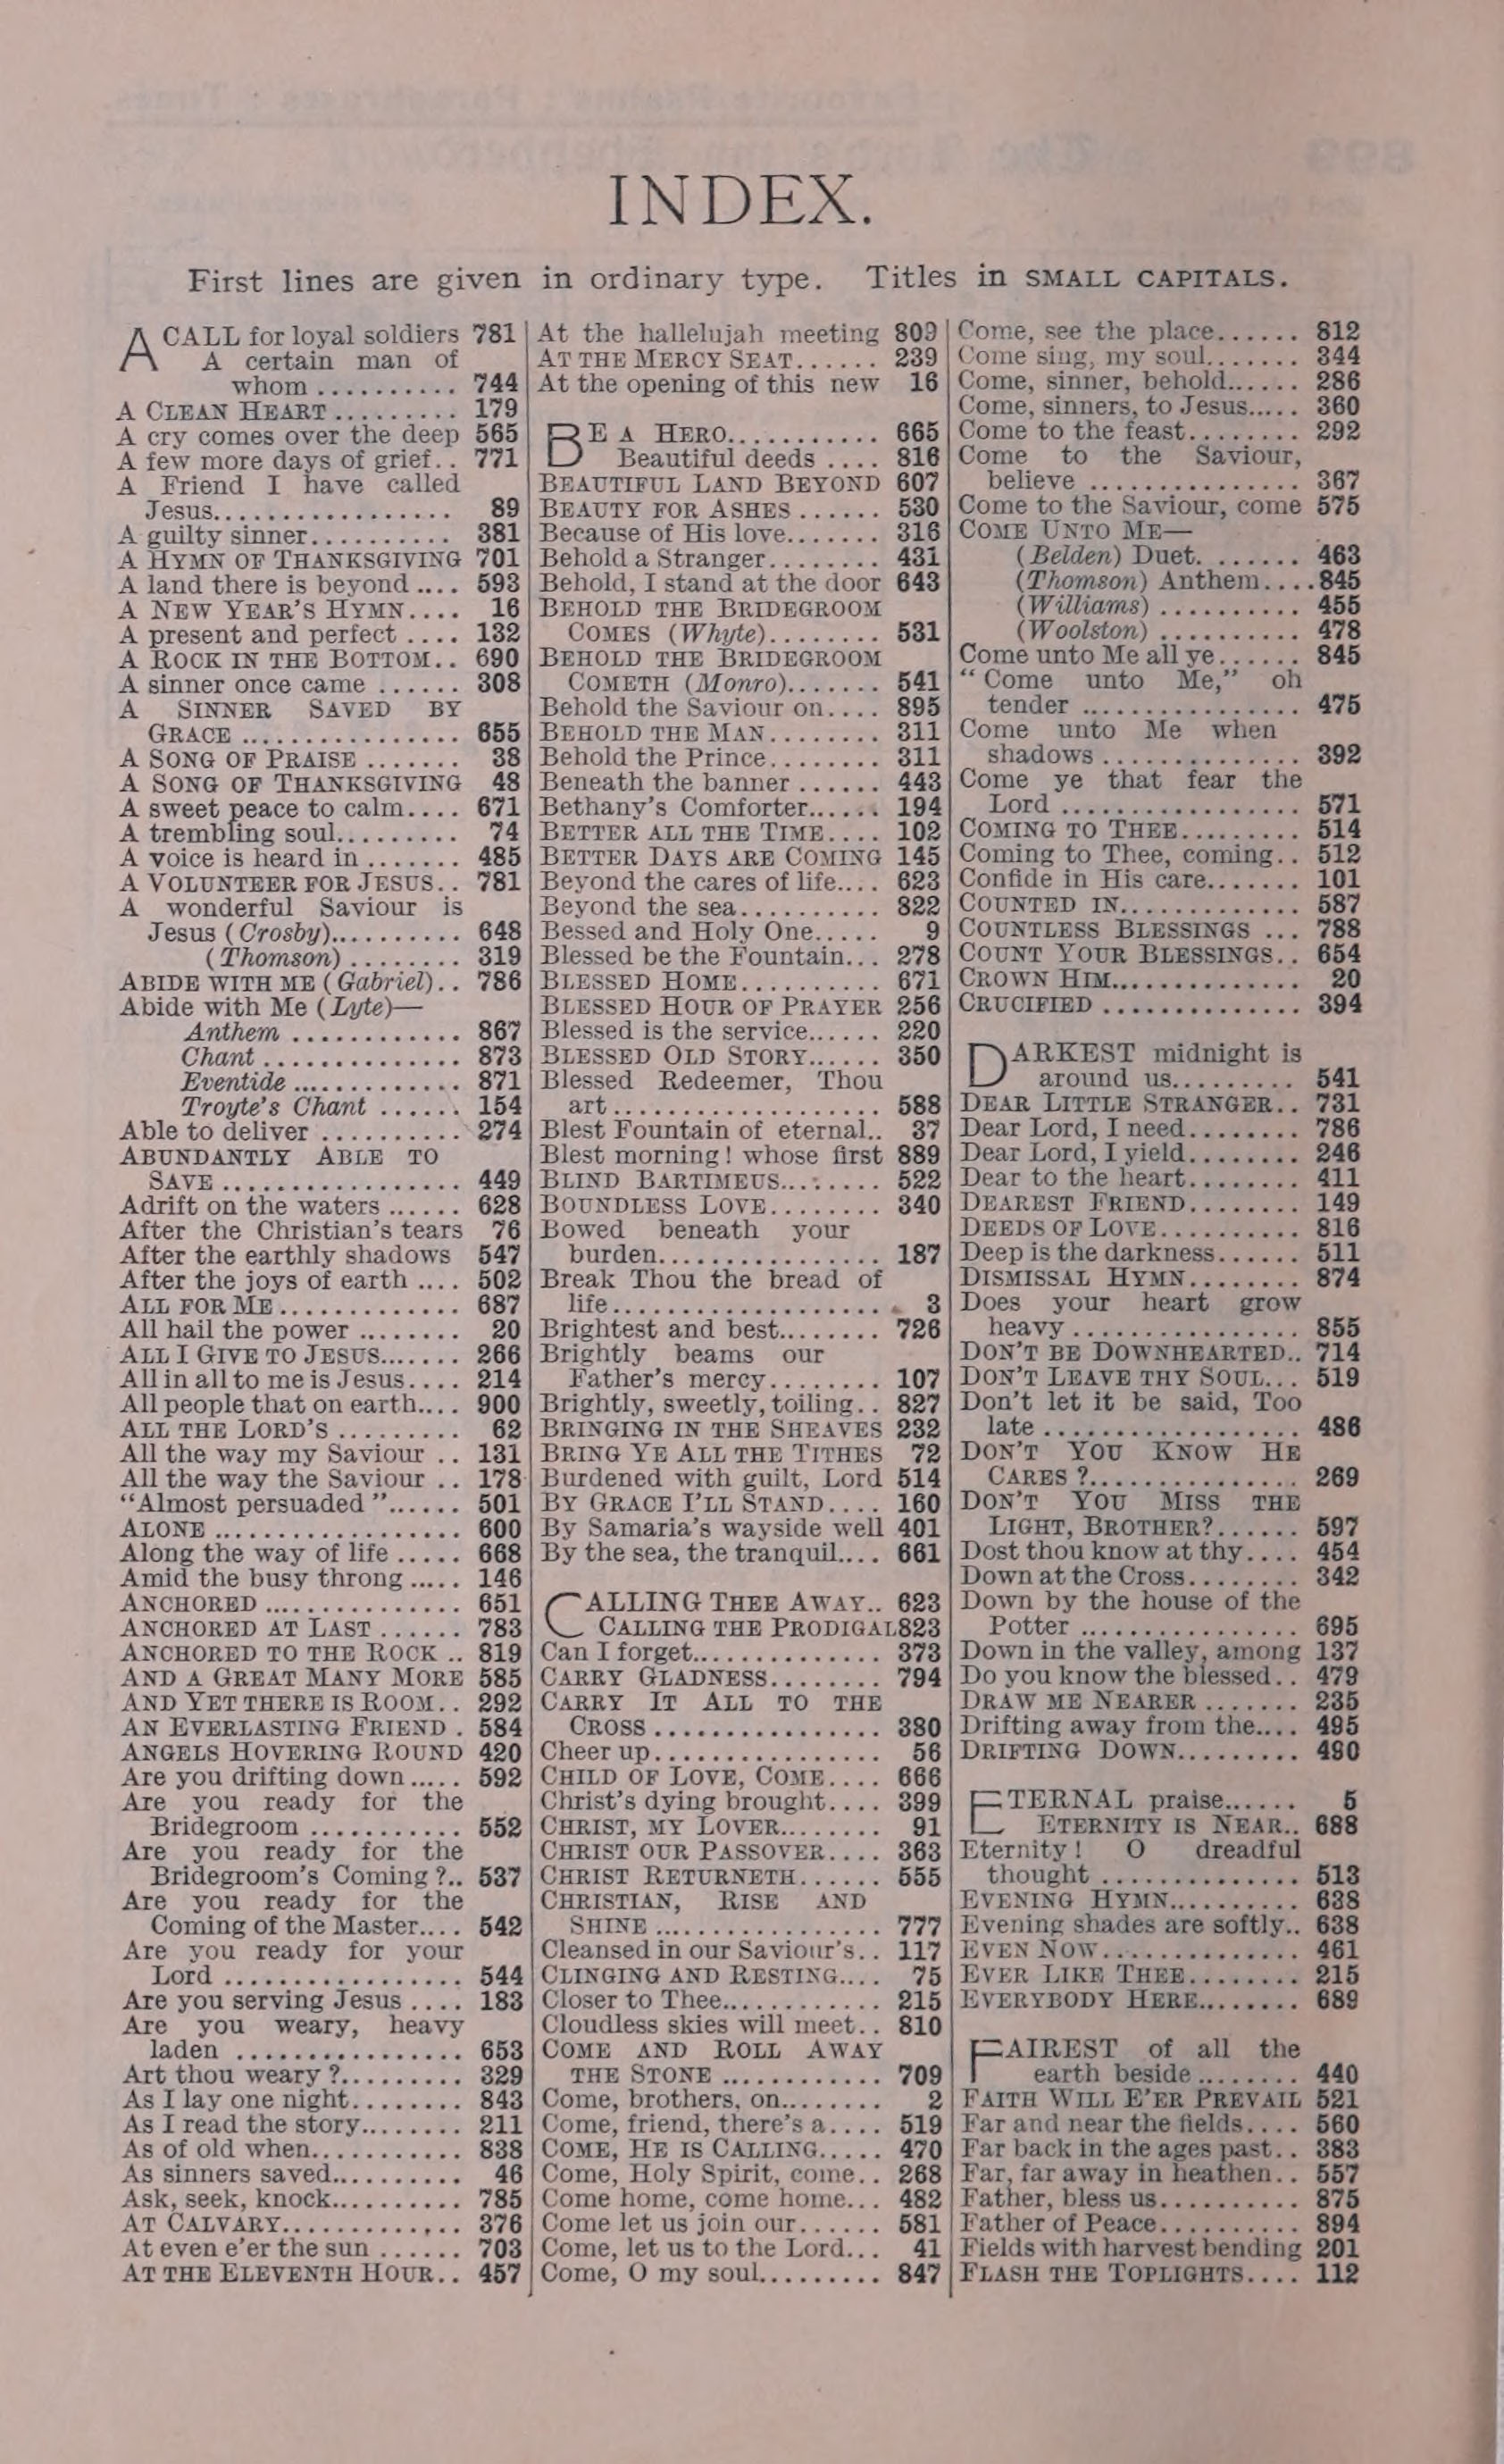 INDEX.
First lines are given in ordinary type. Titles in SMALL CAPITALS.
A CALL for loyal soldiers 781
A certain man of
whom .......... 744
A CLEAN HEART ......... 179
A cry comes over the deep 565
A few more days of grief.. 771
A Friend I have called
Jesus................. 89
A guilty sinner.......... 381
A HYMN OF THANKSGIVING 701
A land there is beyond .... 593
A NEW YEAR'S HYMN.... 16
A present and perfect .... 132
A ROCK IN THE BOTTOM.. 690
A sinner once came ...... 308
A SINNER SAVED BY
GRACE ................ 655
A SONG OF PRAISE ....... 38
A SONG OF THANKSGIVING 48
A sweet peace to calm.... 671
A trembling soul......... 74
A voice is heard in ....... 485
A VOLUNTEER FOR JESUS.. 781
A wonderful Saviour is
Jesus (Crosby).......... 648
(Thomson) ........ 319
ABIDE WITH ME (Gabriel).. 786
Abide with Me (Lyte)—
Anthem ............ 867
Chant .............. 873
Eventide ............. 871
Troyte's Chant ...... 154
Able to deliver .......... 274
ABUNDANTLY ABLE TO
SAVE ................. 449
Adrift on the waters ...... 628
After the Christian's tears 76
After the earthly shadows 547
After the joys of earth .... 502
ALL FOR ME............. 687
All hail the power ........ 20
ALL I GIVE TO JESUS....... 266
All in all to me is Jesus.... 214
All people that on earth.... 900
ALL THE LORD'S ......... 62
All the way my Saviour .. 131
All the way the Saviour .. 178
“Almost persuaded”...... 501
ALONE .................. 600
Along the way of life ..... 668
Amid the busy throng ..... 146
ANCHORED ............... 651
ANCHORED AT LAST ...... 783
ANCHORED TO THE ROCK .. 819
AND A GREAT MANY MORE 585
AND YET THERE IS ROOM.. 292
AN EVERLASTING FRIEND . 584
ANGELS HOVERING ROUND 420
Are you drifting down ..... 592
Are you ready for the
Bridegroom ........... 552
Are you ready for the
Bridegroom's Coming ?.. 537
Are you ready for the
Coming of the Master.... 542
Are you ready for your
Lord ................. 544
Are you serving Jesus .... 183
Are you weary, heavy
laden ................ 653
Art thou weary ?......... 329
As I lay one night........ 843
As I read the story........ 211
As of old when........... 838
As sinners saved.......... 46
Ask, seek, knock.......... 785
AT CALVARY............. 376
At even e'er the sun ...... 703
AT THE ELEVENTH HOUR.. 457
At the hallelujah meeting 809
AT THE MERCY SEAT...... 239
At the opening of this new 16
BE A HERO............ 665
Beautiful deeds .... 816
BEAUTIFUL LAND BEYOND 607
BEAUTY FOR ASHES ...... 530
Because of His love....... 316
Behold a Stranger........ 431
Behold, I stand at the door 643
BEHOLD THE BRIDEGROOM
COMES (Whyte)........ 531
BEHOLD THE BRIDEGROOM
COMETH (Monro)....... 541
Behold the Saviour on.... 895
BEHOLD THE MAN........ 311
Behold the Prince........ 311
Beneath the banner ...... 443
Bethany's Comforter...... 194
BETTER ALL THE TIME.... 102
BETTER DAYS ARE COMING 145
Beyond the cares of life.... 623
Beyond the sea.......... 822
Bessed and Holy One..... 9
Blessed be the Fountain... 278
BLESSED HOME.......... 671
BLESSED HOUR OF PRAYER 256
Blessed is the service...... 220
BLESSED OLD STORY...... 350
Blessed Redeemer, Thou
art ................... 588
Blest Fountain of eternal.. 37
Blest morning! whose first 889
BLIND BARTIMEUS........ 522
BOUNDLESS LOVE........ 340
Bowed beneath your
burden................ 187
Break Thou the bread of
life.................... 3
Brightest and best........ 726
Brightly beams our
Father's mercy........ 107
Brightly, sweetly, toiling.. 827
BRINGING IN THE SHEAVES 232
BRING YE ALL THE TITHES 72
Burdened with guilt, Lord 514
BY GRACE I'LL STAND.... 160
By Samaria's wayside well 401
By the sea, the tranquil.... 661
CALLING THEE AWAY.. 623
CALLING THE PRODIGAL 823
Can I forget.............. 373
CARRY GLADNESS........ 794
CARRY IT ALL TO THE
CROSS ................ 380
Cheer up................ 56
CHILD OF LOVE, COME.... 666
Christ's dying brought.... 399
CHRIST, MY LOVER........ 91
CHRIST OUR PASSOVER.... 363
CHRIST RETURNETH...... 555
CHRISTIAN, RISE AND
SHINE ................ 777
Cleansed in our Saviour's.. 117
CLINGING AND RESTING.... 75
Closer to Thee............ 215
Cloudless skies will meet.. 810
COME AND ROLL AWAY
THE STONE ............ 709
Come, brothers, on........ 2
Come, friend, there's a.... 519
COME, HE IS CALLING..... 470
Come, Holy Spirit, come.. 268
Come home, come home... 482
Come let us join our...... 581
Come, let us to the Lord... 41
Come, O my soul......... 847
Come, see the place...... 812
Come sing, my soul....... 344
Come, sinner, behold...... 286
Come, sinners, to Jesus..... 360
Come to the feast........ 292
Come to the Saviour,
believe ............... 367
Come to the Saviour, come 575
COME UNTO ME—
(Belden) Duet........ 463
(Thomson) Anthem.... 845
(Williams) .......... 455
(Woolston) .......... 478
Come unto Me all ye...... 845
“Come unto Me,” oh
tender ................ 475
Come unto Me when
shadows .............. 392
Come ye that fear the
Lord ................. 571
COMING TO THEE......... 514
Coming to Thee, coming.. 512
Confide in His care....... 101
COUNTED IN............. 587
COUNTLESS BLESSINGS ... 788
COUNT YOUR BLESSINGS.. 654
CROWN HIM.............. 20
CRUCIFIED .............. 394
DARKEST midnight is
around us......... 541
DEAR LITTLE STRANGER.. 731
Dear Lord, I need........ 786
Dear Lord, I yield........ 246
Dear to the heart........ 411
DEAREST FRIEND........ 149
DEEDS OF LOVE.......... 816
Deep is the darkness...... 511
DISMISSAL HYMN........ 874
Does your heart grow
heavy ................ 855
DON'T BE DOWNHEARTED.. 714
DON'T LEAVE THY SOUL... 519
Don't let it be said, Too
late .................. 486
DON'T YOU KNOW HE
CARES ?............... 269
DON'T YOU MISS THE
LIGHT, BROTHER?...... 597
Dost thou know at thy.... 454
Down at the Cross........ 342
Down by the house of the
Potter ................ 695
Down in the valley, among 137
Do you know the blessed.. 479
DRAW ME NEARER ....... 235
Drifting away from the.... 495
DRIFTING DOWN......... 490
ETERNAL praise...... 5
ETERNITY IS NEAR.. 688
Eternity! O dreadful
thought .............. 513
EVENING HYMN.......... 638
Evening shades are softly.. 638
EVEN NOW.............. 461
EVER LIKE THEE........ 215
EVERYBODY HERE........ 689
FAIREST of all the
earth beside ........ 440
FAITH WILL E'ER PREVAIL 521
Far and near the fields.... 560
Far back in the ages past.. 383
Far, far away in heathen.. 557
Father, bless us.......... 875
Father of Peace.......... 894
Fields with harvest bending 201
FLASH THE TOPLIGHTS.... 112